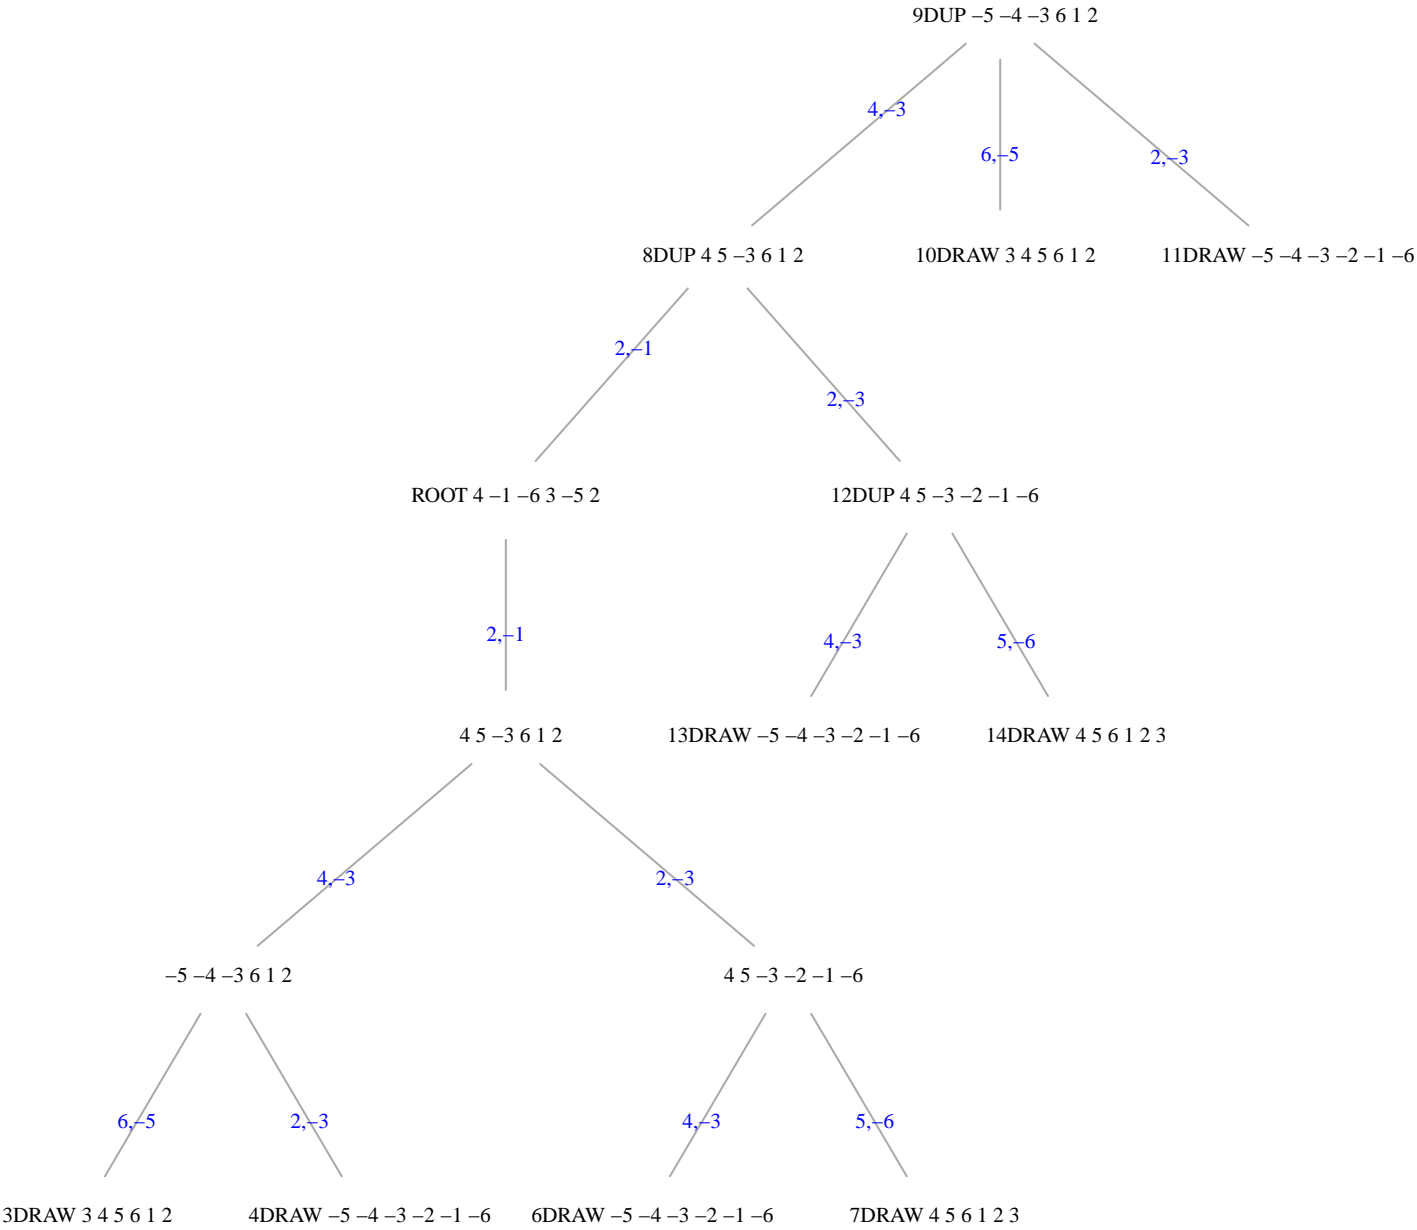 9DUP –5 –4 –3 6 1 2
4,–3
6,–5
2,–3
8DUP 4 5 –3 6 1 2
10DRAW 3 4 5 6 1 2
11DRAW –5 –4 –3 –2 –1 –6
2,–1
2,–3
ROOT 4 –1 –6 3 –5 2
12DUP 4 5 –3 –2 –1 –6
2,–1
4,–3
5,–6
4 5 –3 6 1 2
13DRAW –5 –4 –3 –2 –1 –6
14DRAW 4 5 6 1 2 3
4,–3
2,–3
–5 –4 –3 6 1 2
4 5 –3 –2 –1 –6
6,–5
2,–3
4,–3
5,–6
3DRAW 3 4 5 6 1 2
4DRAW –5 –4 –3 –2 –1 –6
6DRAW –5 –4 –3 –2 –1 –6
7DRAW 4 5 6 1 2 3